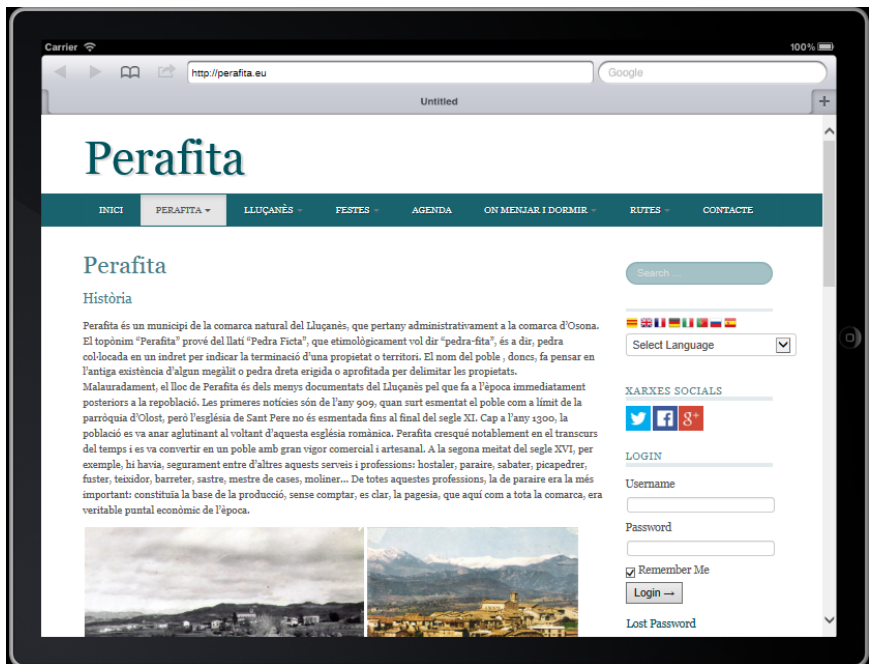 Carrier
100%
http://perafita.eu
Google
Untitled
+
Perafita
INICI
PERAFITA
LLUÇANÈS
FESTES
AGENDA
ON MENJAR I DORMIR
RUTES
CONTACTE
Perafita
Història
Perafita és un municipi de la comarca natural del Lluçanès, que pertany administrativament a la comarca d'Osona.
El topònim "Perafita" prové del llatí "Pedra Ficta", que etimològicament vol dir "pedra-fita", és a dir, pedra
col·locada en un indret per indicar la terminació d'una propietat o territori. El nom del poble , doncs, fa pensar en
l'antiga existència d'algun megàlit o pedra dreta erigida o aprofitada per delimitar les propietats.
Malauradament, el lloc de Perafita és dels menys documentats del Lluçanès pel que fa a l'època immediatament
posteriors a la repoblació. Les primeres notícies són de l'any 909, quan surt esmentat el poble com a límit de la
parròquia d'Olost, però l'església de Sant Pere no és esmentada fins al final del segle XI. Cap a l'any 1300, la
població es va anar aglutinant al voltant d'aquesta església romànica. Perafita cresqué notablement en el transcurs
del temps i es va convertir en un poble amb gran vigor comercial i artesanal. A la segona meitat del segle XVI, per
exemple, hi havia, segurament entre d'altres aquests serveis i professions: hostaler, paraire, sabater, picapedrer,
fuster, teixidor, barreter, sastre, mestre de cases, moliner... De totes aquestes professions, la de paraire era la més
important: constituïa la base de la producció, sense comptar, es clar, la pagesia, que aquí com a tota la comarca, era
veritable puntal econòmic de l'època.
Search ...
Select Language
XARXES SOCIALS
f
g+
LOGIN
Username
Password
Remember Me
Login →
Lost Password